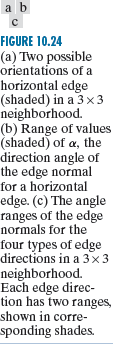 a b
c
FIGURE 10.24
(a) Two possible
orientations of a
horizontal edge
(shaded) in a 3 × 3
neighborhood.
(b) Range of values
(shaded) of α, the
direction angle of
the edge normal
for a horizontal
edge. (c) The angle
ranges of the edge
normals for the
four types of edge
directions in a 3 × 3
neighborhood.
Each edge direc-
tion has two ranges,
shown in corre-
sponding shades.